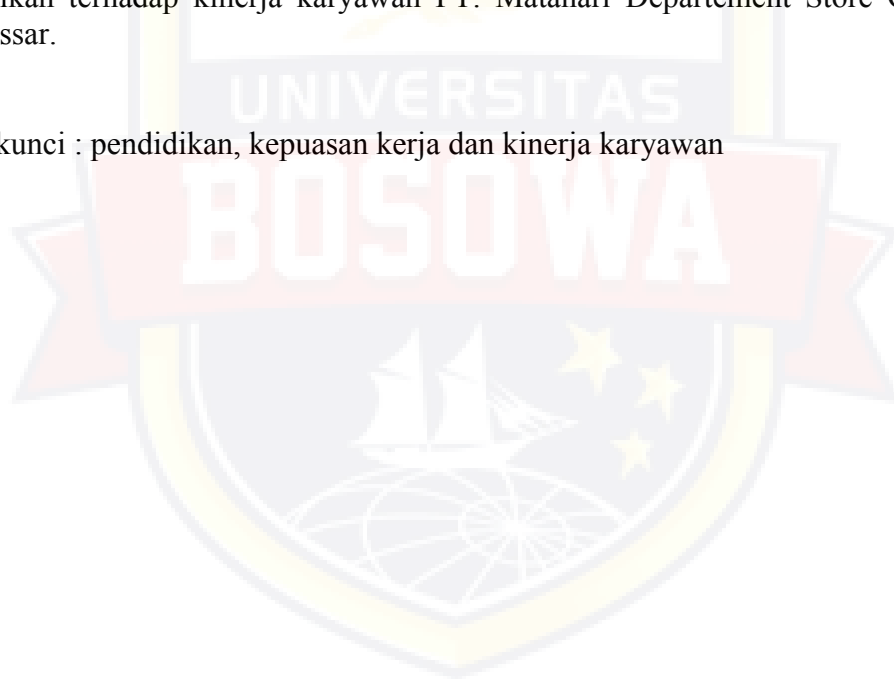 ikan terhadap kinerja karyawan PT. Matahari Departement Store
ssar.
kunci : pendidikan, kepuasan kerja dan kinerja karyawan
UNIVERSITAS
BOSOWA